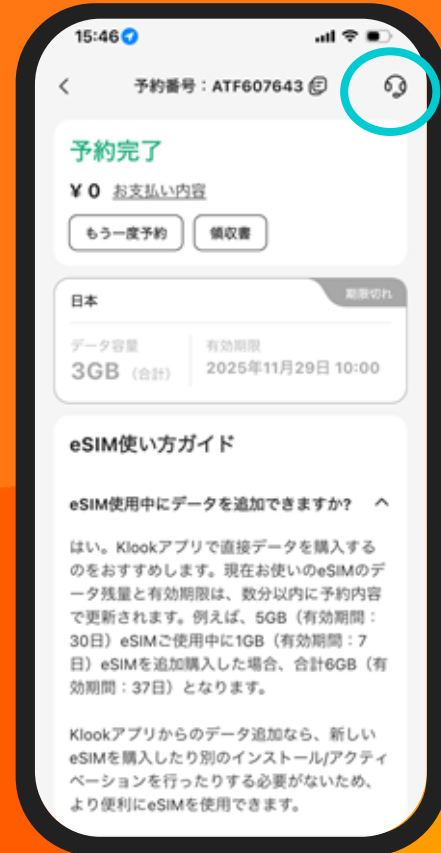 15:46
予約番号：ATF607643
予約完了
¥ 0 お支払い内容
もう一度予約 領収書
日本 期限切れ
データ容量 有効期限
3GB（合計） 2025年11月29日 10:00
eSIM使い方ガイド
eSIM使用中にデータを追加できますか?
はい。Klookアプリで直接データを購入する
のをおすすめします。現在お使いのeSIMのデ
ータ残量と有効期限は、数分以内に予約内容
で更新されます。例えば、5GB（有効期間：
30日）eSIMご使用中に1GB（有効期間：7
日）eSIMを追加購入した場合、合計6GB（有
効期間：37日）となります。
Klookアプリからのデータ追加なら、新しい
eSIMを購入したり別のインストール/アクティ
ベーションを行ったりする必要がないため、
より便利にeSIMを使用できます。